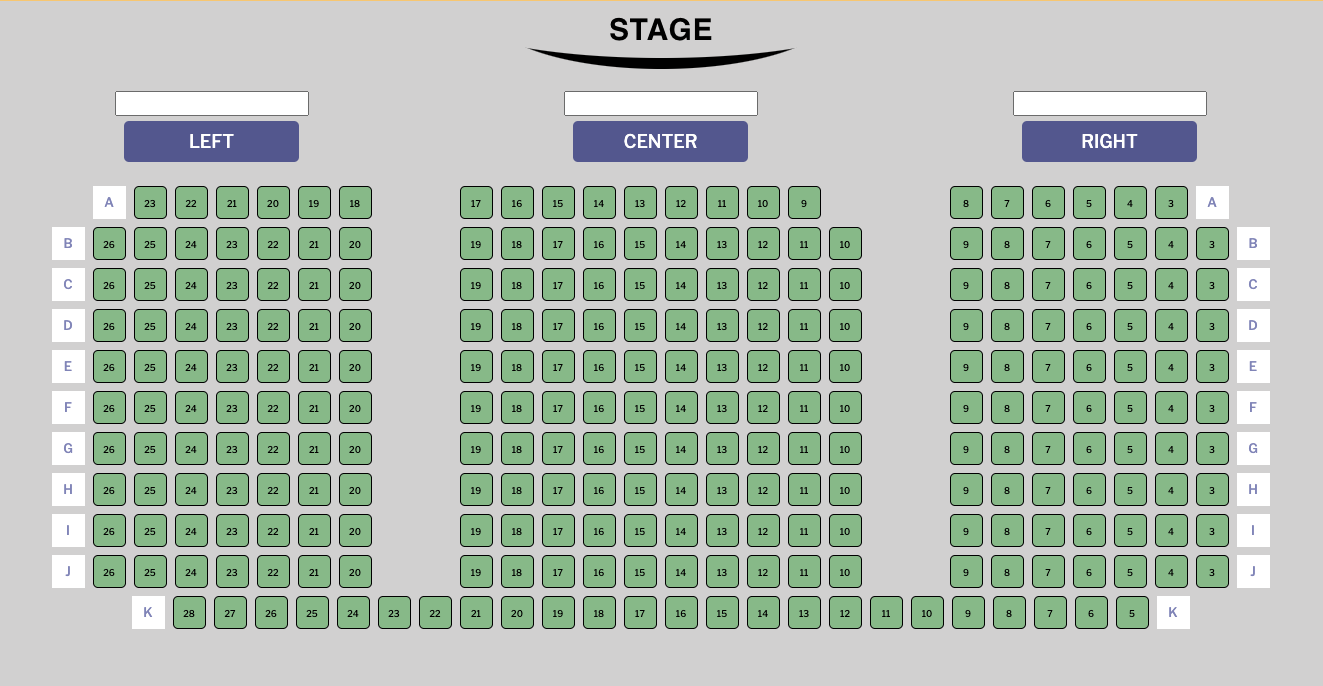 STAGE
LEFT CENTER RIGHT
A 23 22 21 20 19 18 17 16 15 14 13 12 11 10 9 8 7 6 5 4 3 A
B 26 25 24 23 22 21 20 19 18 17 16 15 14 13 12 11 10 9 8 7 6 5 4 3 B
C 26 25 24 23 22 21 20 19 18 17 16 15 14 13 12 11 10 9 8 7 6 5 4 3 C
D 26 25 24 23 22 21 20 19 18 17 16 15 14 13 12 11 10 9 8 7 6 5 4 3 D
E 26 25 24 23 22 21 20 19 18 17 16 15 14 13 12 11 10 9 8 7 6 5 4 3 E
F 26 25 24 23 22 21 20 19 18 17 16 15 14 13 12 11 10 9 8 7 6 5 4 3 F
G 26 25 24 23 22 21 20 19 18 17 16 15 14 13 12 11 10 9 8 7 6 5 4 3 G
H 26 25 24 23 22 21 20 19 18 17 16 15 14 13 12 11 10 9 8 7 6 5 4 3 H
I 26 25 24 23 22 21 20 19 18 17 16 15 14 13 12 11 10 9 8 7 6 5 4 3 I
J 26 25 24 23 22 21 20 19 18 17 16 15 14 13 12 11 10 9 8 7 6 5 4 3 J
K 28 27 26 25 24 23 22 21 20 19 18 17 16 15 14 13 12 11 10 9 8 7 6 5 K